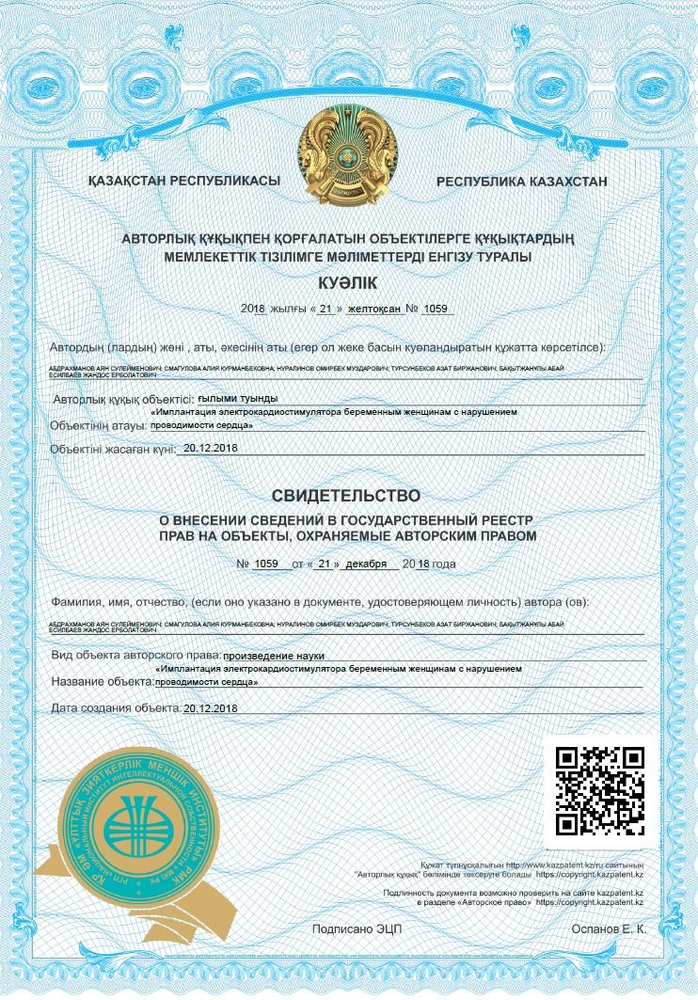 ҚАЗАҚСТАН РЕСПУБЛИКАСЫ
РЕСПУБЛИКА КАЗАХСТАН
АВТОРЛЫҚ ҚҰҚЫҚПЕН ҚОРҒАЛАТЫН ОБЪЕКТІЛЕРГЕ ҚҰҚЫҚТАРДЫҢ
МЕМЛЕКЕТТІК ТІЗІЛІМГЕ МӘЛІМЕТТЕРДІ ЕНГІЗУ ТУРАЛЫ
КУӘЛІК
2018 жылғы « 21 » желтоқсан № 1059
Автордың (лардың) жөні , аты, әкесінің аты (егер ол жеке басын куәландыратын құжатта көрсетілсе):
АБДРАХМАНОВ АЯН СУЛЕЙМЕНОВИЧ; СМАГУЛОВА АЛИЯ КУРМАНБЕКОВНА; НУРАЛИНОВ ОМИРБЕК МУЗДАРОВИЧ; ТУРСУНБЕКОВ АЗАТ БИРЖАНОВИЧ; БАҚЫТЖАНҰЛЫ АБАЙ
ЕСИЛБАЕВ ЖАНДОС ЕРБОЛАТОВИЧ
Авторлық құқық объектісі: ғылыми туынды
«Имплантация электрокардиостимулятора беременным женщинам с нарушением
Объектінің атауы: проводимости сердца»
Объектіні жасаған күні: 20.12.2018
СВИДЕТЕЛЬСТВО
О ВНЕСЕНИИ СВЕДЕНИЙ В ГОСУДАРСТВЕННЫЙ РЕЕСТР
ПРАВ НА ОБЪЕКТЫ, ОХРАНЯЕМЫЕ АВТОРСКИМ ПРАВОМ
№ 1059 от « 21 » декабря 2018 года
Фамилия, имя, отчество, (если оно указано в документе, удостоверяющем личность) автора (ов):
АБДРАХМАНОВ АЯН СУЛЕЙМЕНОВИЧ; СМАГУЛОВА АЛИЯ КУРМАНБЕКОВНА; НУРАЛИНОВ ОМИРБЕК МУЗДАРОВИЧ; ТУРСУНБЕКОВ АЗАТ БИРЖАНОВИЧ; БАҚЫТЖАНҰЛЫ АБАЙ
ЕСИЛБАЕВ ЖАНДОС ЕРБОЛАТОВИЧ
Вид объекта авторского права: произведение науки
«Имплантация электрокардиостимулятора беременным женщинам с нарушением
Название объекта: проводимости сердца»
Дата создания объекта: 20.12.2018
ҚР ӘМ «ҰЛТТЫҚ ЗИЯТКЕРЛІК МЕНШІК ИНСТИТУТЫ» РМК
РГП «НАЦИОНАЛЬНЫЙ ИНСТИТУТ ИНТЕЛЛЕКТУАЛЬНОЙ СОБСТВЕННОСТИ» МЮ РК
Құжат түпнұсқалығын http://www.kazpatent.kz/ru сайтының
"Авторлық құқық" бөлімінде тексеруге болады https://copyright.kazpatent.kz
Подлинность документа возможно проверить на сайте kazpatent.kz
в разделе «Авторское право» https://copyright.kazpatent.kz
Подписано ЭЦП
Оспанов Е. К.